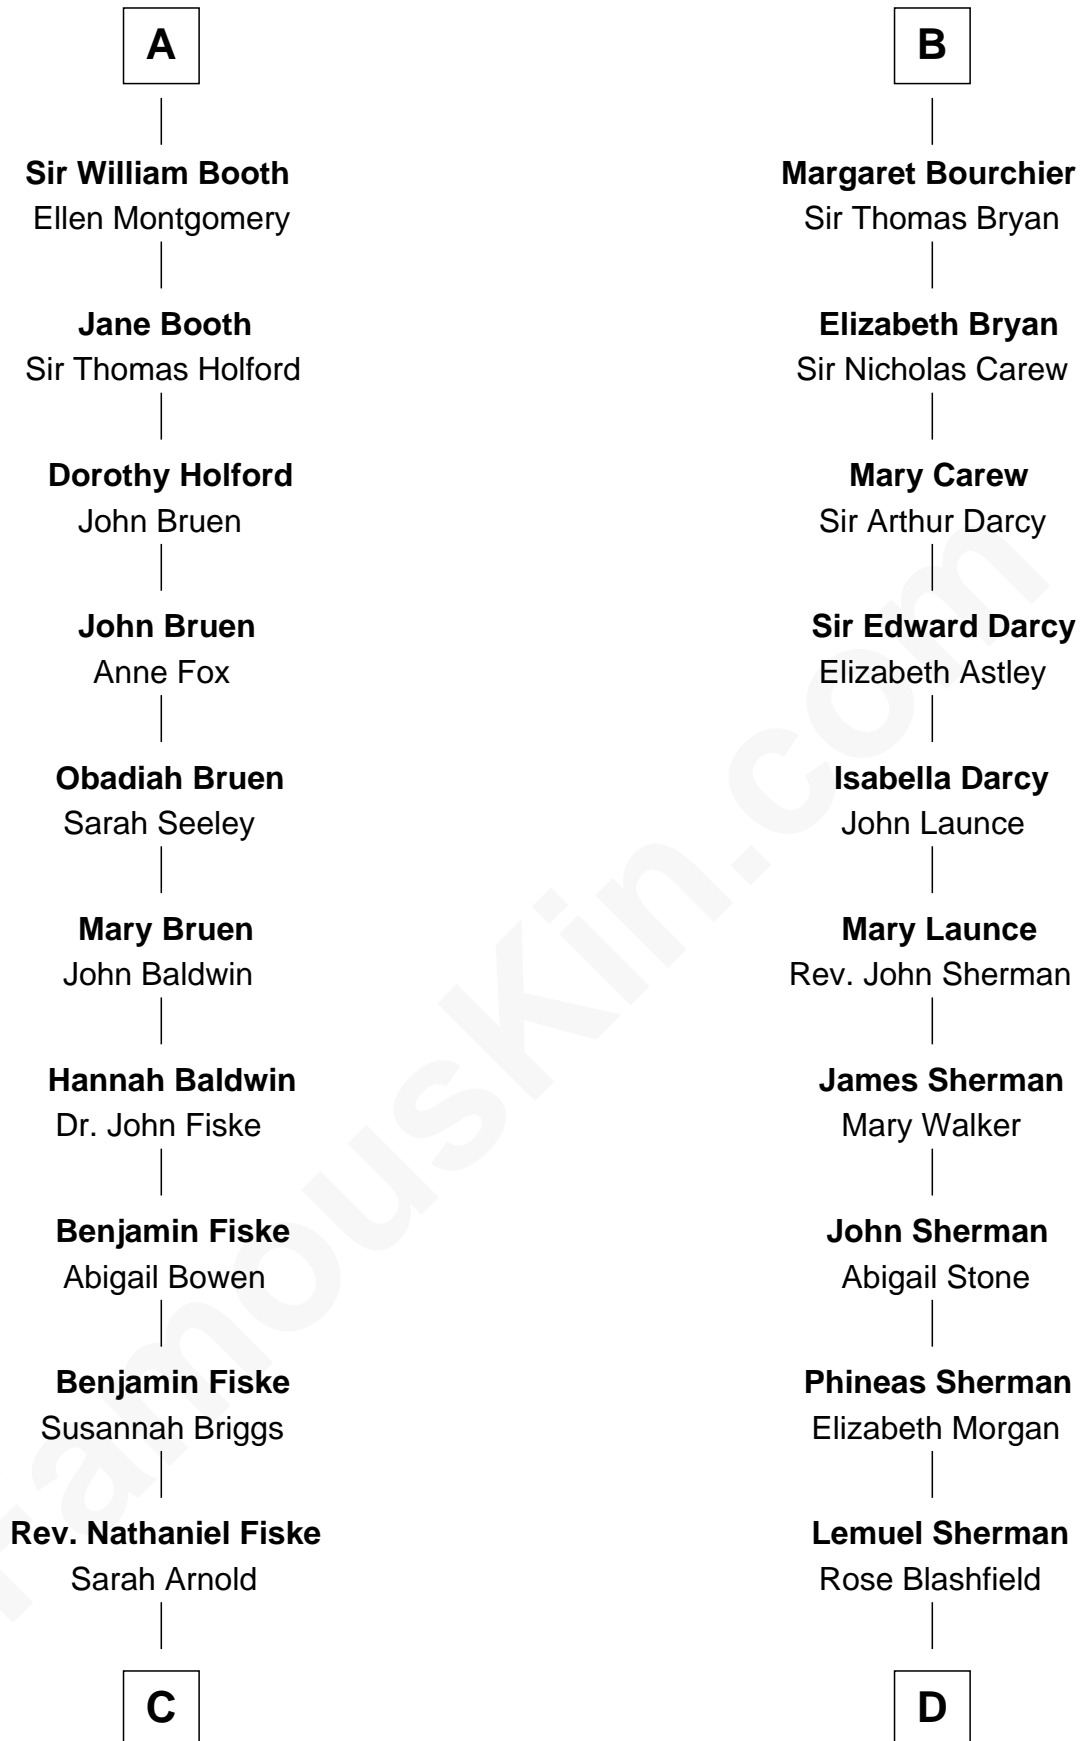 A
Sir William Booth
Ellen Montgomery
Jane Booth
Sir Thomas Holford
Dorothy Holford
John Bruen
John Bruen
Anne Fox
Obadiah Bruen
Sarah Seeley
Mary Bruen
John Baldwin
Hannah Baldwin
Dr. John Fiske
Benjamin Fiske
Abigail Bowen
Benjamin Fiske
Susannah Briggs
Rev. Nathaniel Fiske
Sarah Arnold
C
B
Margaret Bourchier
Sir Thomas Bryan
Elizabeth Bryan
Sir Nicholas Carew
Mary Carew
Sir Arthur Darcy
Sir Edward Darcy
Elizabeth Astley
Isabella Darcy
John Launce
Mary Launce
Rev. John Sherman
James Sherman
Mary Walker
John Sherman
Abigail Stone
Phineas Sherman
Elizabeth Morgan
Lemuel Sherman
Rose Blashfield
D
FamousKin.com